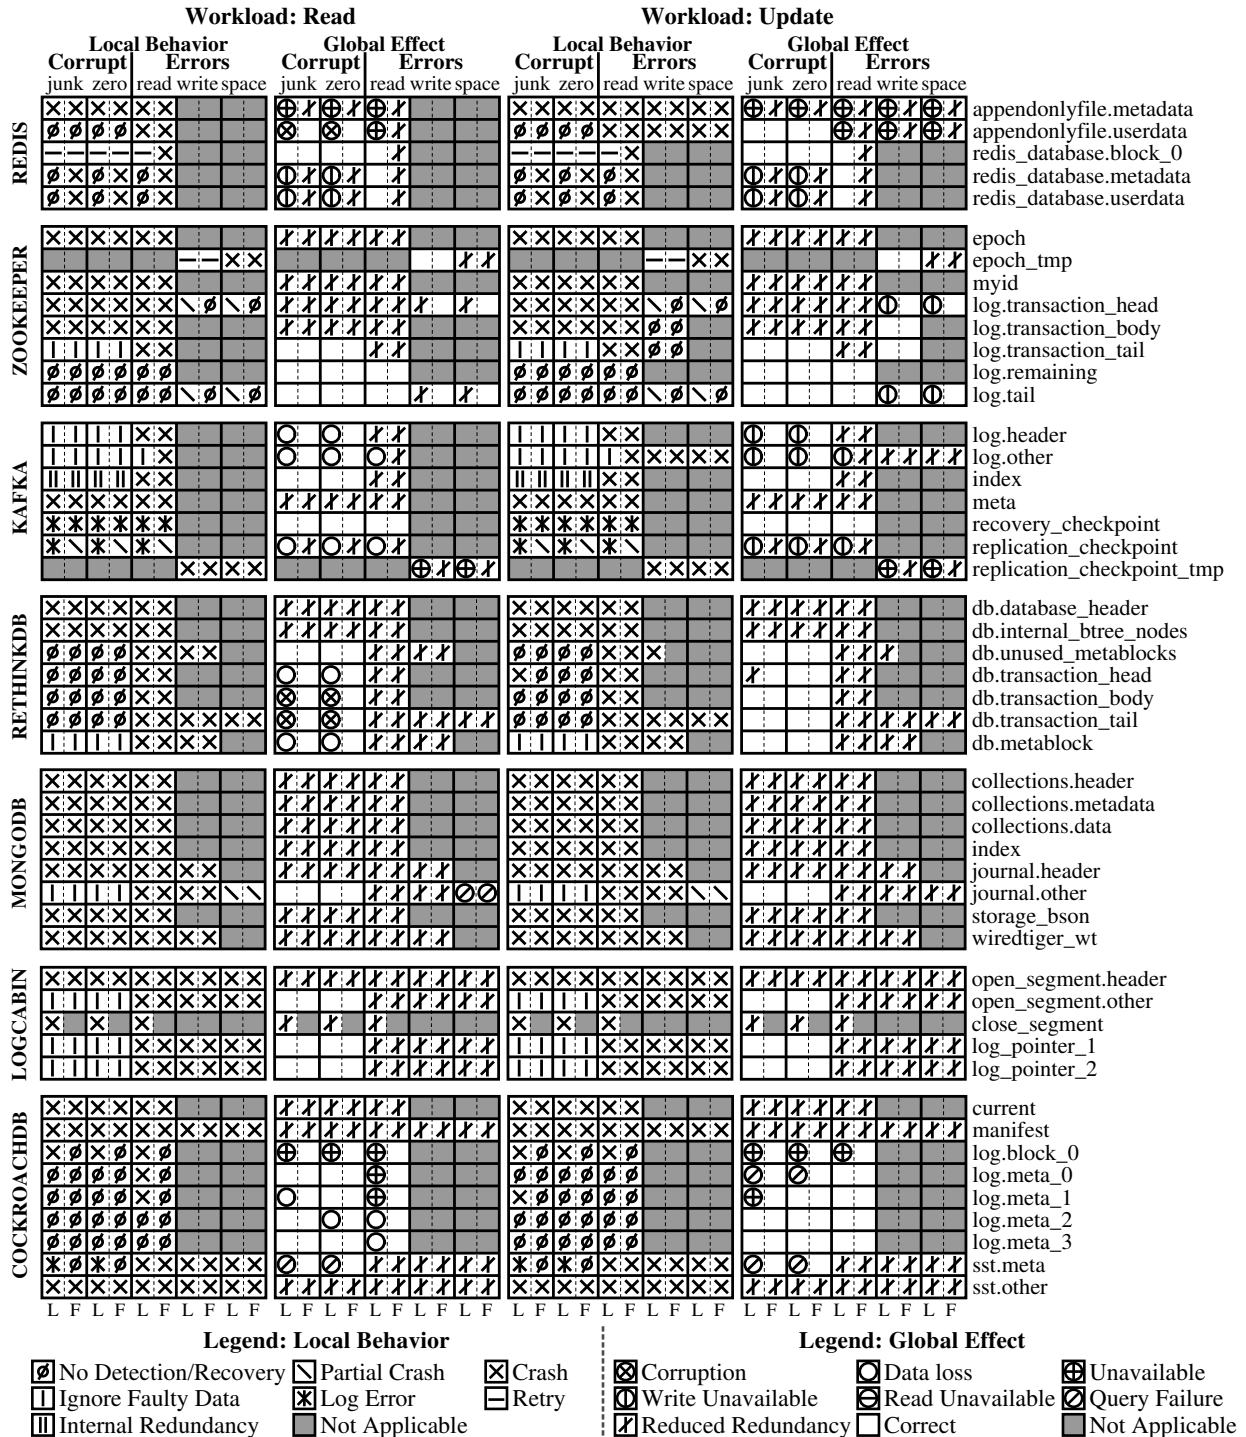 Workload: Read Workload: Update
Local Behavior Global Effect Local Behavior Global Effect
Corrupt Errors Corrupt Errors Corrupt Errors Corrupt Errors
junk zero read write space junk zero read write space junk zero read write space junk zero read write space
REDIS
appendonlyfile.metadata
appendonlyfile.userdata
redis_database.block_0
redis_database.metadata
redis_database.userdata
ZOOKEEPER
epoch
epoch_tmp
myid
log.transaction_head
log.transaction_body
log.transaction_tail
log.remaining
log.tail
KAFKA
log.header
log.other
index
meta
recovery_checkpoint
replication_checkpoint
replication_checkpoint_tmp
RETHINKDB
db.database_header
db.internal_btree_nodes
db.unused_metablocks
db.transaction_head
db.transaction_body
db.transaction_tail
db.metablock
MONGODB
collections.header
collections.metadata
collections.data
index
journal.header
journal.other
storage_bson
wiredtiger_wt
LOGCABIN
open_segment.header
open_segment.other
close_segment
log_pointer_1
log_pointer_2
COCKROACHDB
current
manifest
log.block_0
log.meta_0
log.meta_1
log.meta_2
log.meta_3
sst.meta
sst.other
L F L F L F L F L F L F L F L F L F L F L F L F L F L F L F L F L F L F L F L F
Legend: Local Behavior Legend: Global Effect
No Detection/Recovery Partial Crash Crash Corruption Data loss Unavailable
Ignore Faulty Data Log Error Retry Write Unavailable Read Unavailable Query Failure
Internal Redundancy Not Applicable Reduced Redundancy Correct Not Applicable